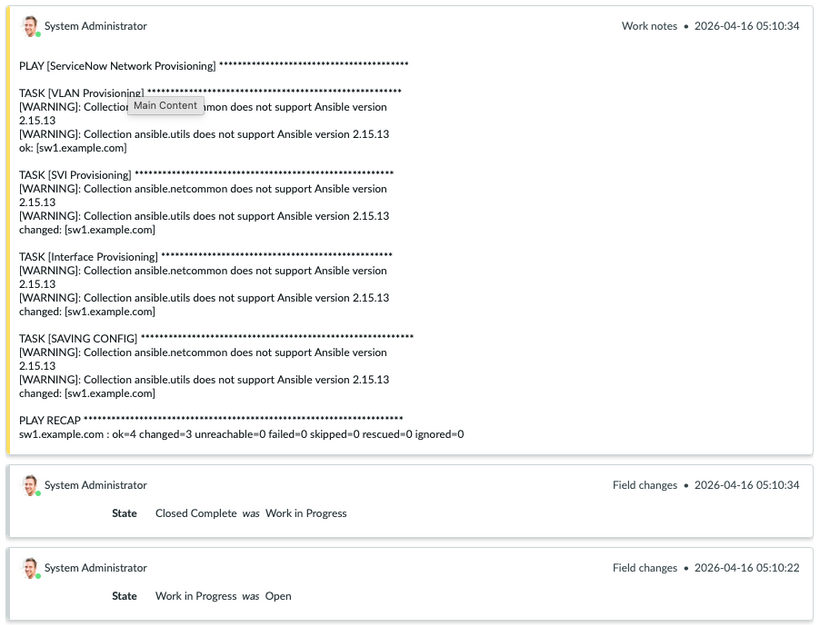 System Administrator Work notes • 2026-04-16 05:10:34
PLAY [ServiceNow Network Provisioning] ****************************************
TASK [VLAN Provisioning] ******************************************************
Main Content
[WARNING]: Collection mon does not support Ansible version
2.15.13
[WARNING]: Collection ansible.utils does not support Ansible version 2.15.13
ok: [sw1.example.com]
TASK [SVI Provisioning] *******************************************************
[WARNING]: Collection ansible.netcommon does not support Ansible version
2.15.13
[WARNING]: Collection ansible.utils does not support Ansible version 2.15.13
changed: [sw1.example.com]
TASK [Interface Provisioning] *************************************************
[WARNING]: Collection ansible.netcommon does not support Ansible version
2.15.13
[WARNING]: Collection ansible.utils does not support Ansible version 2.15.13
changed: [sw1.example.com]
TASK [SAVING CONFIG] **********************************************************
[WARNING]: Collection ansible.netcommon does not support Ansible version
2.15.13
[WARNING]: Collection ansible.utils does not support Ansible version 2.15.13
changed: [sw1.example.com]
PLAY RECAP ********************************************************************
sw1.example.com : ok=4 changed=3 unreachable=0 failed=0 skipped=0 rescued=0 ignored=0
System Administrator Field changes • 2026-04-16 05:10:34
State Closed Complete was Work in Progress
System Administrator Field changes • 2026-04-16 05:10:22
State Work in Progress was Open